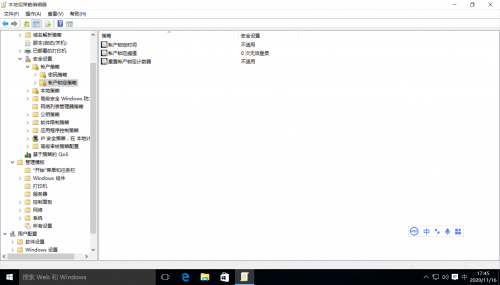 本地组策略编辑器
文件(F) 操作(A) 查看(V) 帮助(H)
域名解析策略
脚本(启动/关机)
已部署的打印机
安全设置
帐户策略
密码策略
帐户锁定策略
本地策略
高级安全 Windows 防
网络列表管理器策略
公钥策略
软件限制策略
应用程序控制策略
IP 安全策略，在 本地计
高级审核策略配置
基于策略的 QoS
管理模板
"开始"菜单和任务栏
Windows 组件
打印机
服务器
控制面板
网络
系统
所有设置
用户配置
软件设置
Windows 设置
策略 安全设置
帐户锁定时间 不适用
帐户锁定阈值 0 次无效登录
重置帐户锁定计数器 不适用
中
搜索 Web 和 Windows
中
17:45
2020/11/16